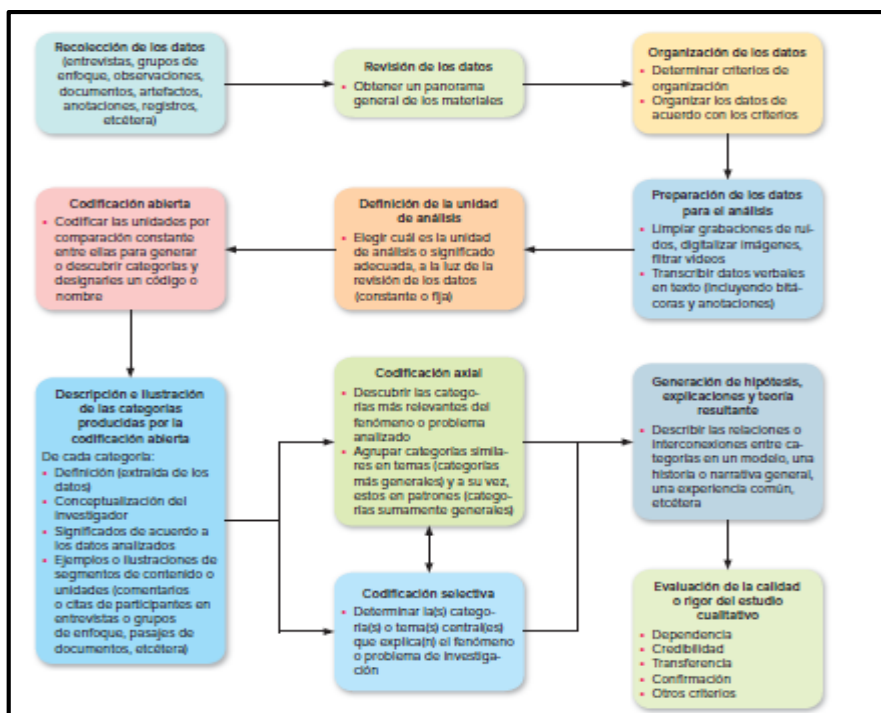 Recolección de los datos
(entrevistas, grupos de
enfoque, observaciones,
documentos, artefactos,
anotaciones, registros,
etcétera)
Revisión de los datos
• Obtener un panorama
general de los materiales
Organización de los datos
• Determinar criterios de
organización
• Organizar los datos de
acuerdo con los criterios
Preparación de los datos
para el análisis
• Limpiar grabaciones de rui-
dos, digitalizar imágenes,
filtrar videos
• Transcribir datos verbales
en texto (incluyendo bitá-
coras y anotaciones)
Definición de la unidad
de análisis
• Elegir cuál es la unidad
de análisis o significado
adecuada, a la luz de la
revisión de los datos
(constante o fija)
Codificación abierta
• Codificar las unidades por
comparación constante
entre ellas para generar
o descubrir categorías y
designarles un código o
nombre
Descripción e ilustración
de las categorías
producidas por la
codificación abierta
De cada categoría:
• Definición (extraída de los
datos)
• Conceptualización del
investigador
• Significados de acuerdo a
los datos analizados
• Ejemplos o ilustraciones de
segmentos de contenido o
unidades (comentarios
o citas de participantes en
entrevistas o grupos
de enfoque, pasajes de
documentos, etcétera)
Codificación axial
• Descubrir las catego-
rías más relevantes del
fenómeno o problema
analizado
• Agrupar categorías simila-
res en temas (categorías
más generales) y a su vez,
estos en patrones (catego-
rías sumamente generales)
Codificación selectiva
• Determinar la(s) catego-
ría(s) o tema(s) central(es)
que explica(n) el fenómeno
o problema de investiga-
ción
Generación de hipótesis,
explicaciones y teoría
resultante
• Describir las relaciones o
interconexiones entre ca-
tegorías en un modelo, una
historia o narrativa general,
una experiencia común,
etcétera
Evaluación de la calidad
o rigor del estudio
cualitativo
• Dependencia
• Credibilidad
• Transferencia
• Confirmación
• Otros criterios